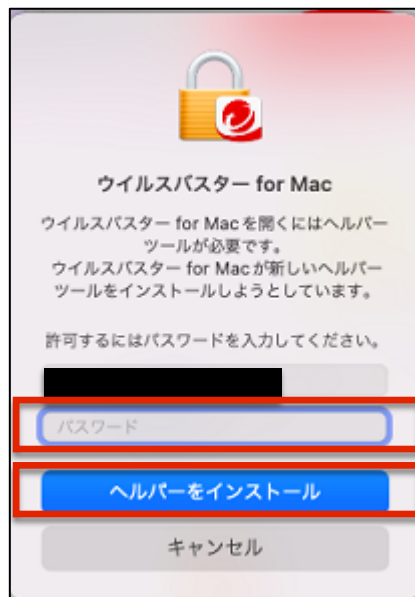 ウイルスバスター for Mac
ウイルスバスター for Macを開くにはヘルパー
ツールが必要です。
ウイルスバスター for Macが新しいヘルパー
ツールをインストールしようとしています。
許可するにはパスワードを入力してください。
パスワード
ヘルパーをインストール
キャンセル